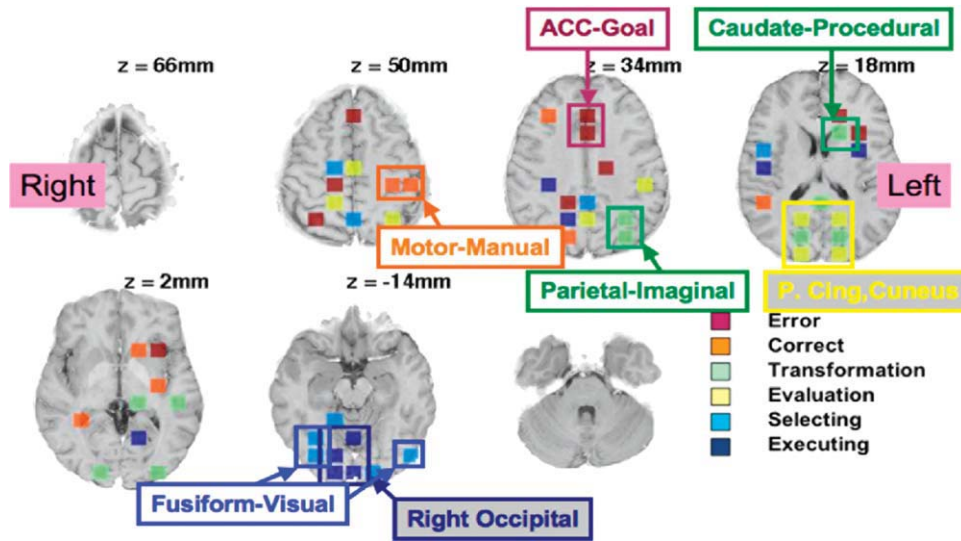 ACC-Goal
Caudate-Procedural
z = 66mm
z = 50mm
z = 34mm
z = 18mm
Right
Left
Motor-Manual
Parietal-Imaginal
P. Cing,Cuneus
z = 2mm
z = -14mm
Error
Correct
Transformation
Evaluation
Selecting
Executing
Fusiform-Visual
Right Occipital